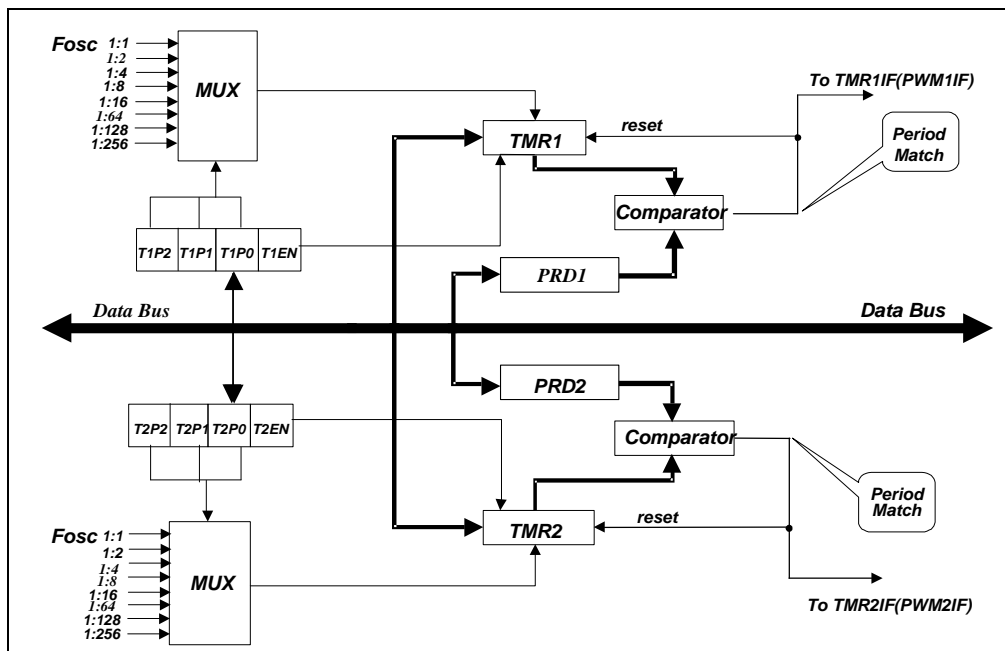 Fosc 1:1
1:2
1:4
1:8
1:16
1:64
1:128
1:256
MUX
To TMR1IF(PWM1IF)
TMR1
reset
Period
Match
Comparator
T1P2 T1P1 T1P0 T1EN
PRD1
Data Bus
Data Bus
PRD2
T2P2 T2P1 T2P0 T2EN
Comparator
Period
Match
TMR2
reset
Fosc 1:1
1:2
1:4
1:8
1:16
1:64
1:128
1:256
MUX
To TMR2IF(PWM2IF)